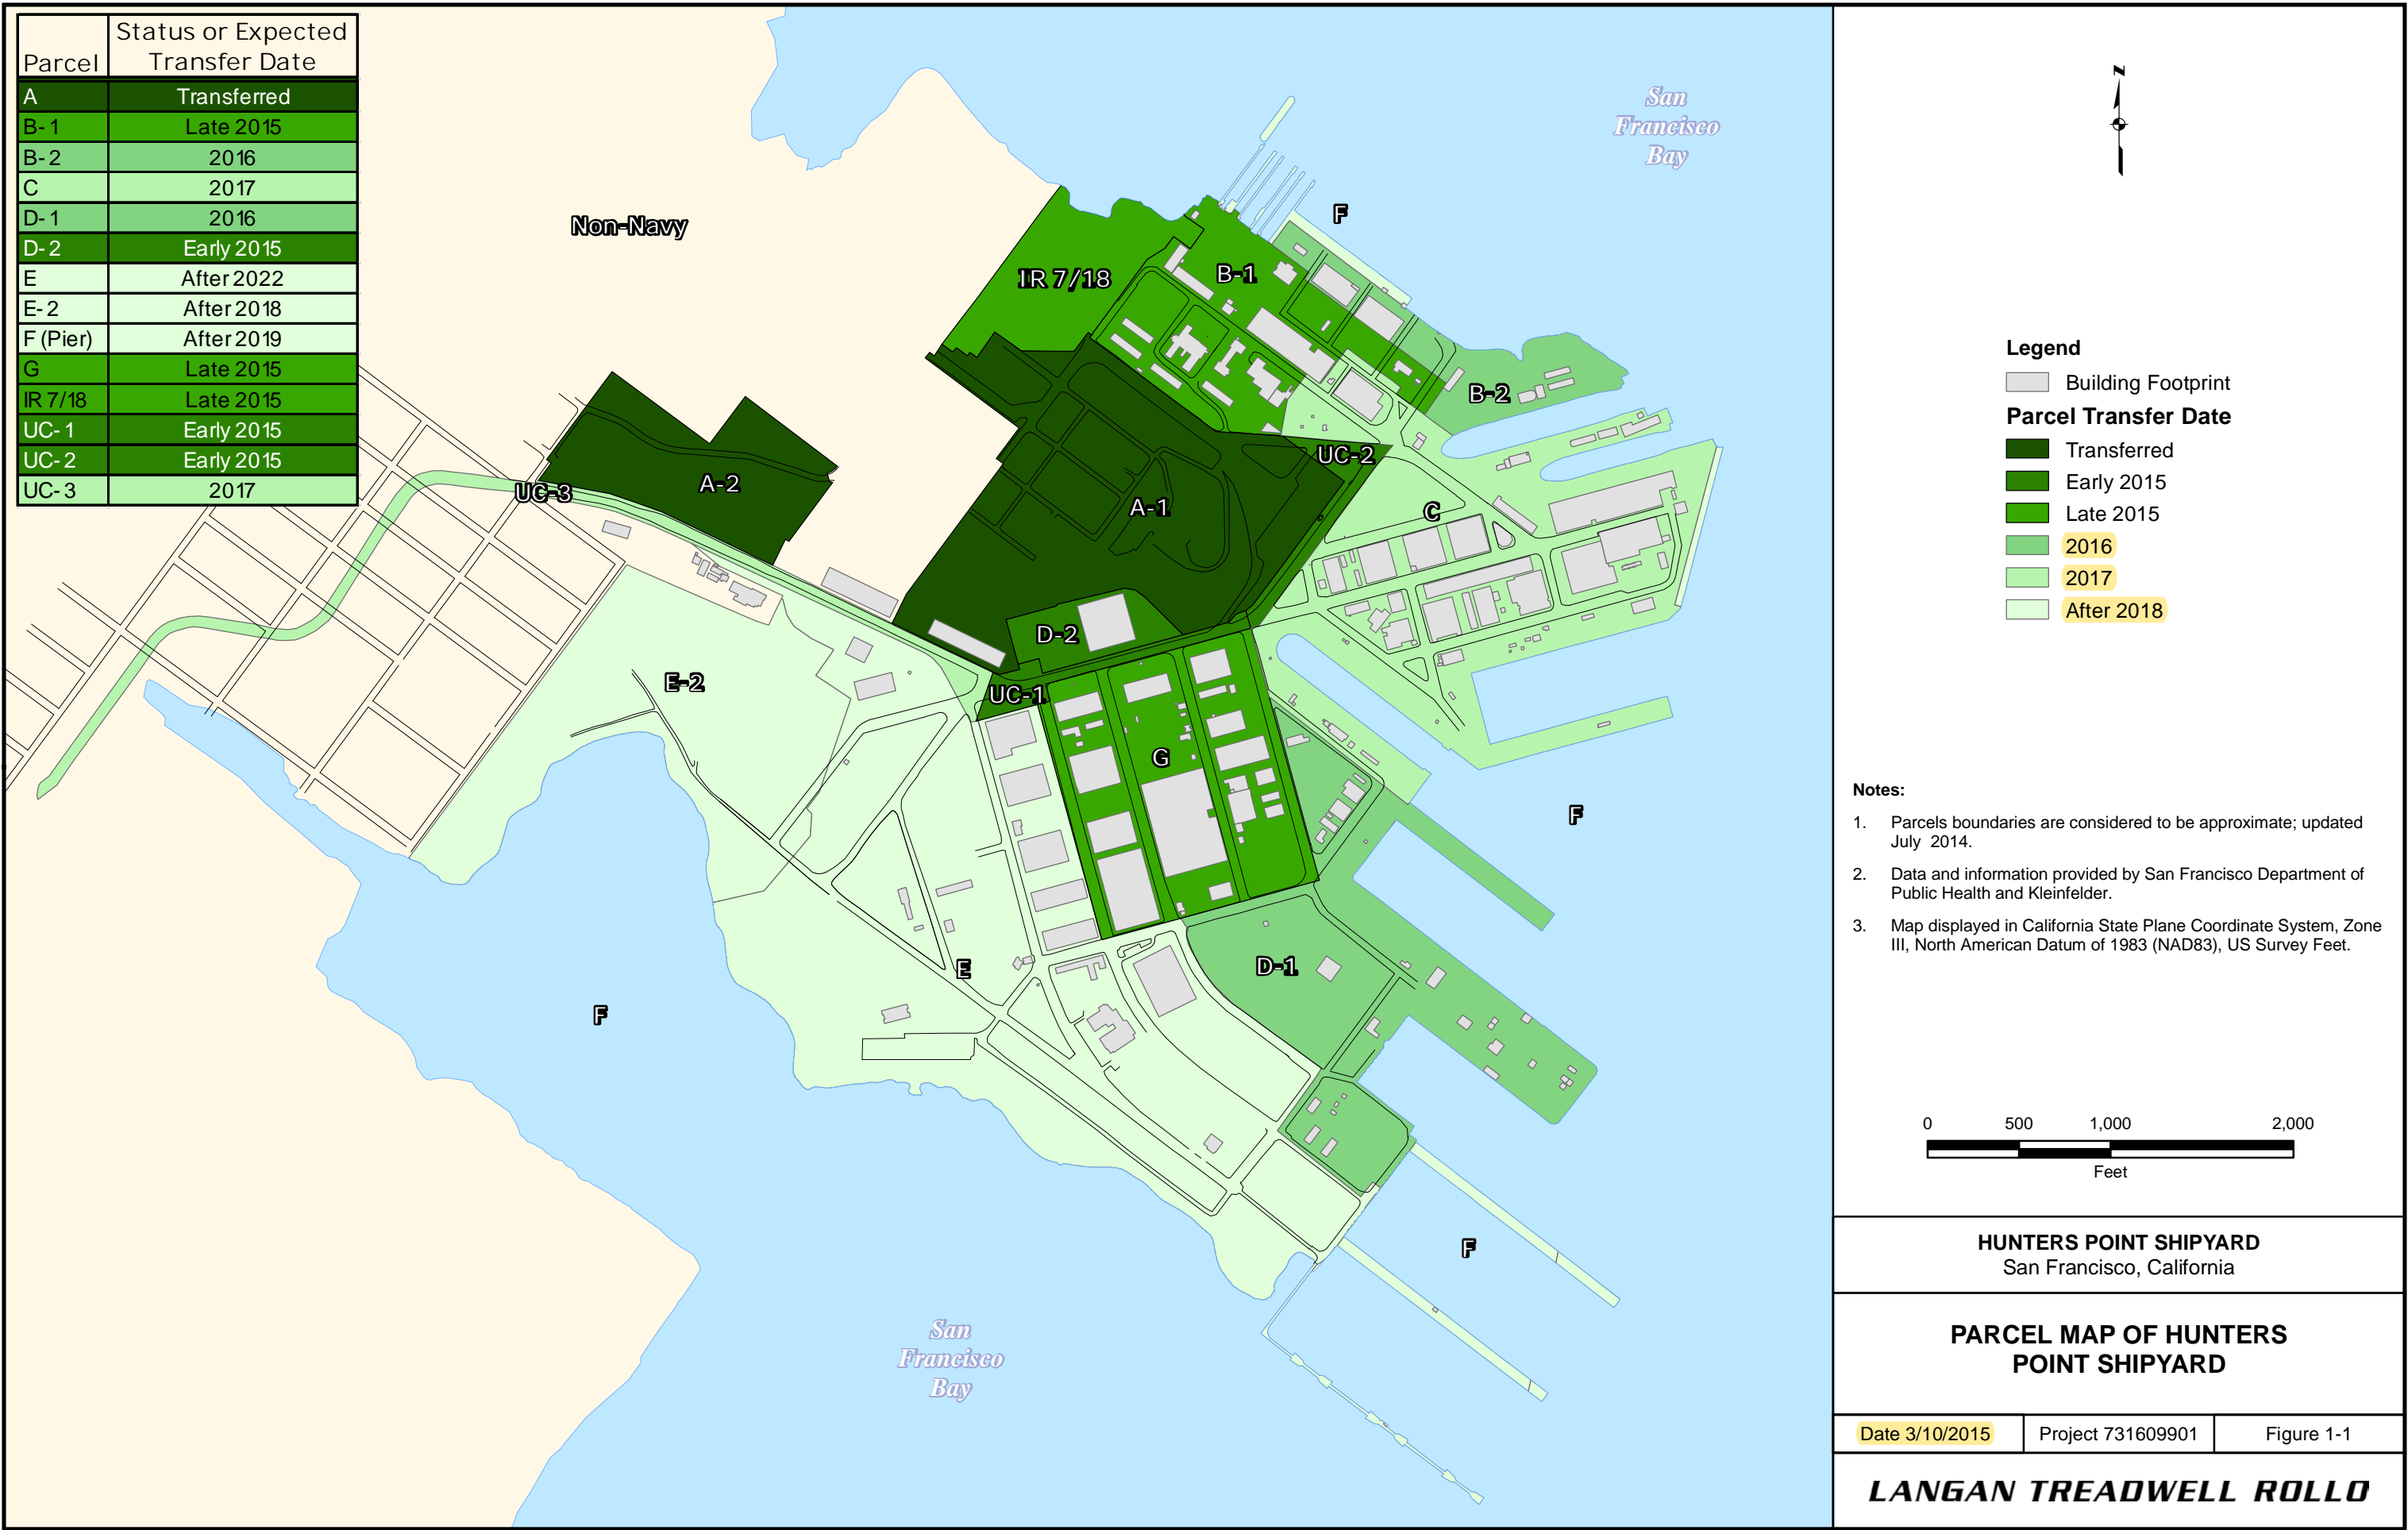 Parcel
Status or Expected
Transfer Date
A Transferred
B-1 Late 2015
B-2 2016
C 2017
D-1 2016
D-2 Early 2015
E After 2022
E-2 After 2018
F (Pier) After 2019
G Late 2015
IR 7/18 Late 2015
UC-1 Early 2015
UC-2 Early 2015
UC-3 2017
San
Francisco
Bay
Non-Navy
F
IR 7/18
B-1
B-2
UC-2
UC-3
A-2
A-1
C
D-2
E-2
UC-1
G
F
E
D-1
F
F
San
Francisco
Bay
N
Legend
Building Footprint
Parcel Transfer Date
Transferred
Early 2015
Late 2015
2016
2017
After 2018
Notes:
1. Parcels boundaries are considered to be approximate; updated
July 2014.
2. Data and information provided by San Francisco Department of
Public Health and Kleinfelder.
3. Map displayed in California State Plane Coordinate System, Zone
III, North American Datum of 1983 (NAD83), US Survey Feet.
0 500 1,000 2,000
Feet
HUNTERS POINT SHIPYARD
San Francisco, California
PARCEL MAP OF HUNTERS
POINT SHIPYARD
Date 3/10/2015 Project 731609901 Figure 1-1
LANGAN TREADWELL ROLLO